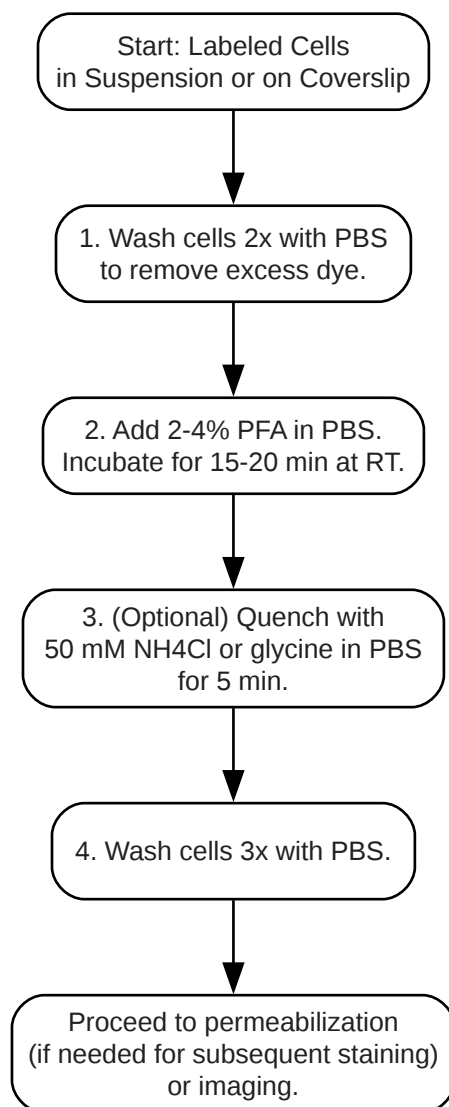 Start: Labeled Cells
in Suspension or on Coverslip
1. Wash cells 2x with PBS
to remove excess dye.
2. Add 2-4% PFA in PBS.
Incubate for 15-20 min at RT.
3. (Optional) Quench with
50 mM NH4Cl or glycine in PBS
for 5 min.
4. Wash cells 3x with PBS.
Proceed to permeabilization
(if needed for subsequent staining)
or imaging.